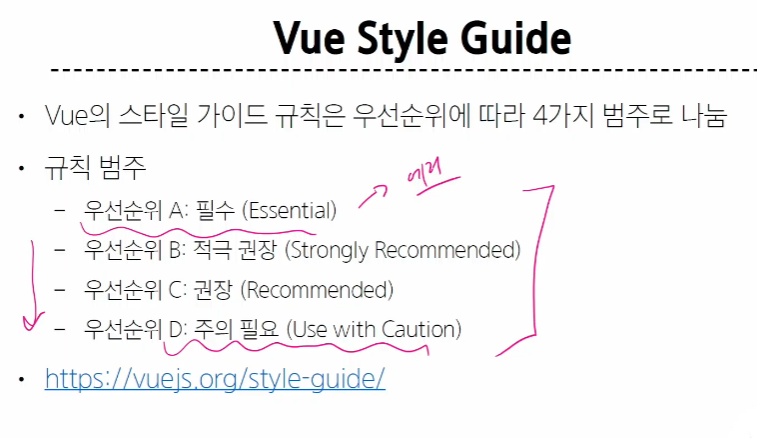 Vue Style Guide
• Vue의 스타일 가이드 규칙은 우선순위에 따라 4가지 범주로 나눔
• 규칙 범주
에러
– 우선순위 A: 필수 (Essential)
– 우선순위 B: 적극 권장 (Strongly Recommended)
– 우선순위 C: 권장 (Recommended)
– 우선순위 D: 주의 필요 (Use with Caution)
• https://vuejs.org/style-guide/